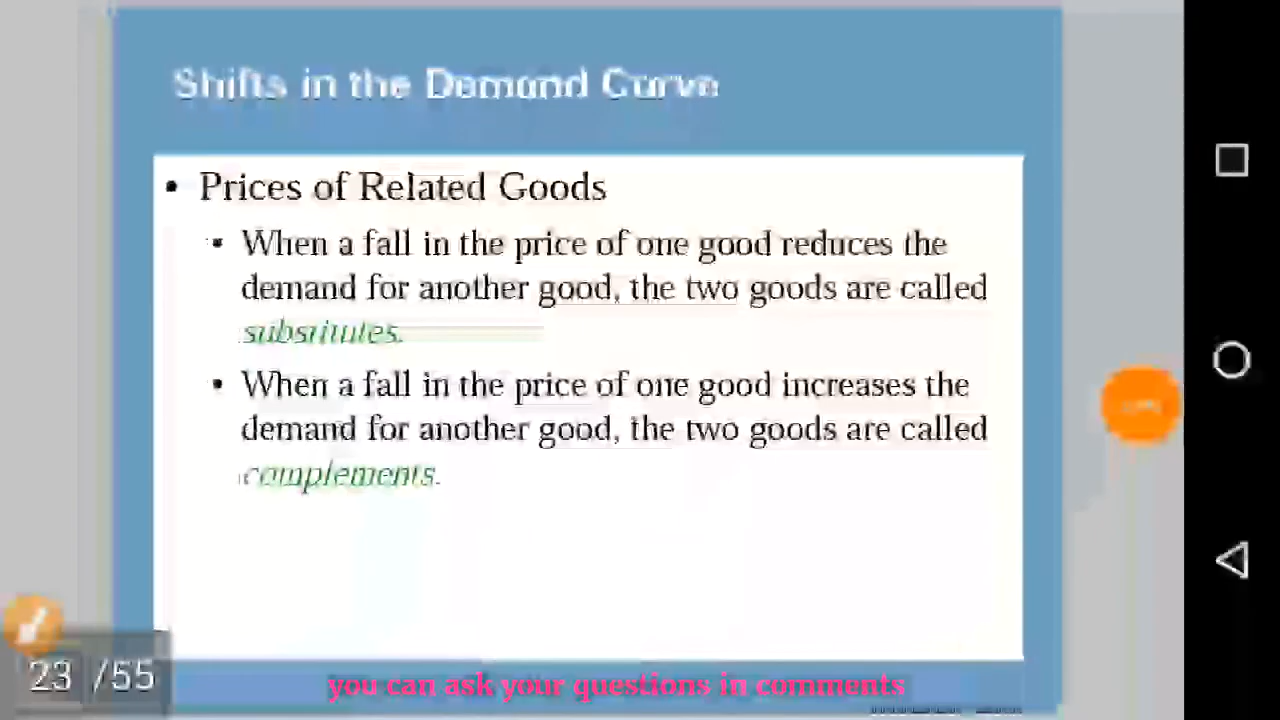 Shifts in the Demand Curve
• Prices of Related Goods
• When a fall in the price of one good reduces the
demand for another good, the two goods are called
substitutes.
• When a fall in the price of one good increases the
demand for another good, the two goods are called
complements.
23 /55
you can ask your questions in comments